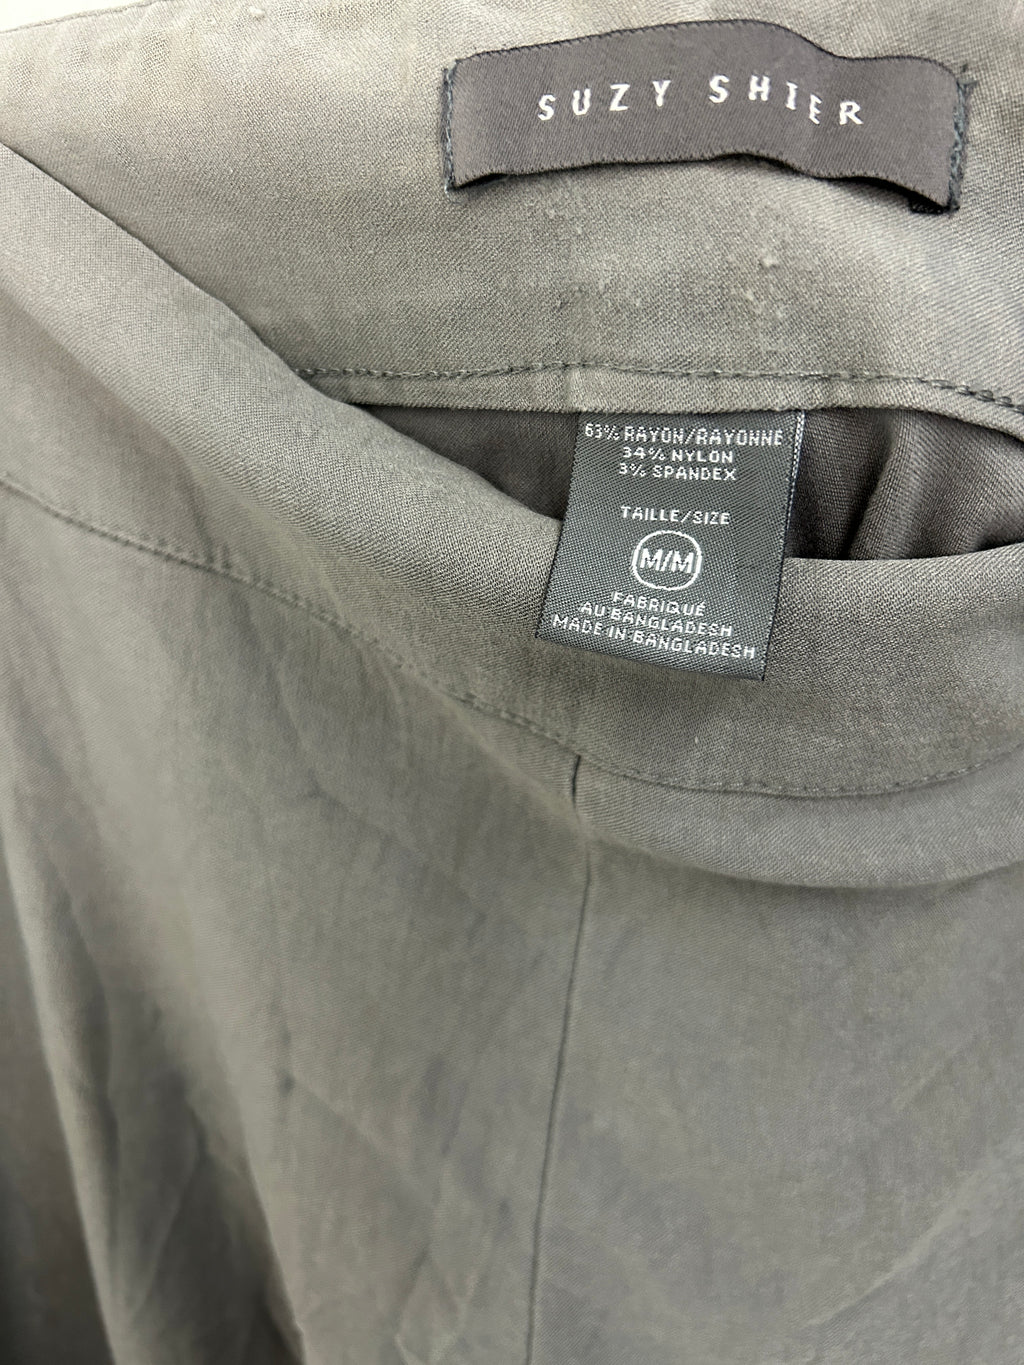 SUZY SHIER
63% RAYON/RAYONNE
34% NYLON
3% SPANDEX
TAILLE/SIZE
M/M
FABRIQUÉ
AU BANGLADESH
MADE IN BANGLADESH